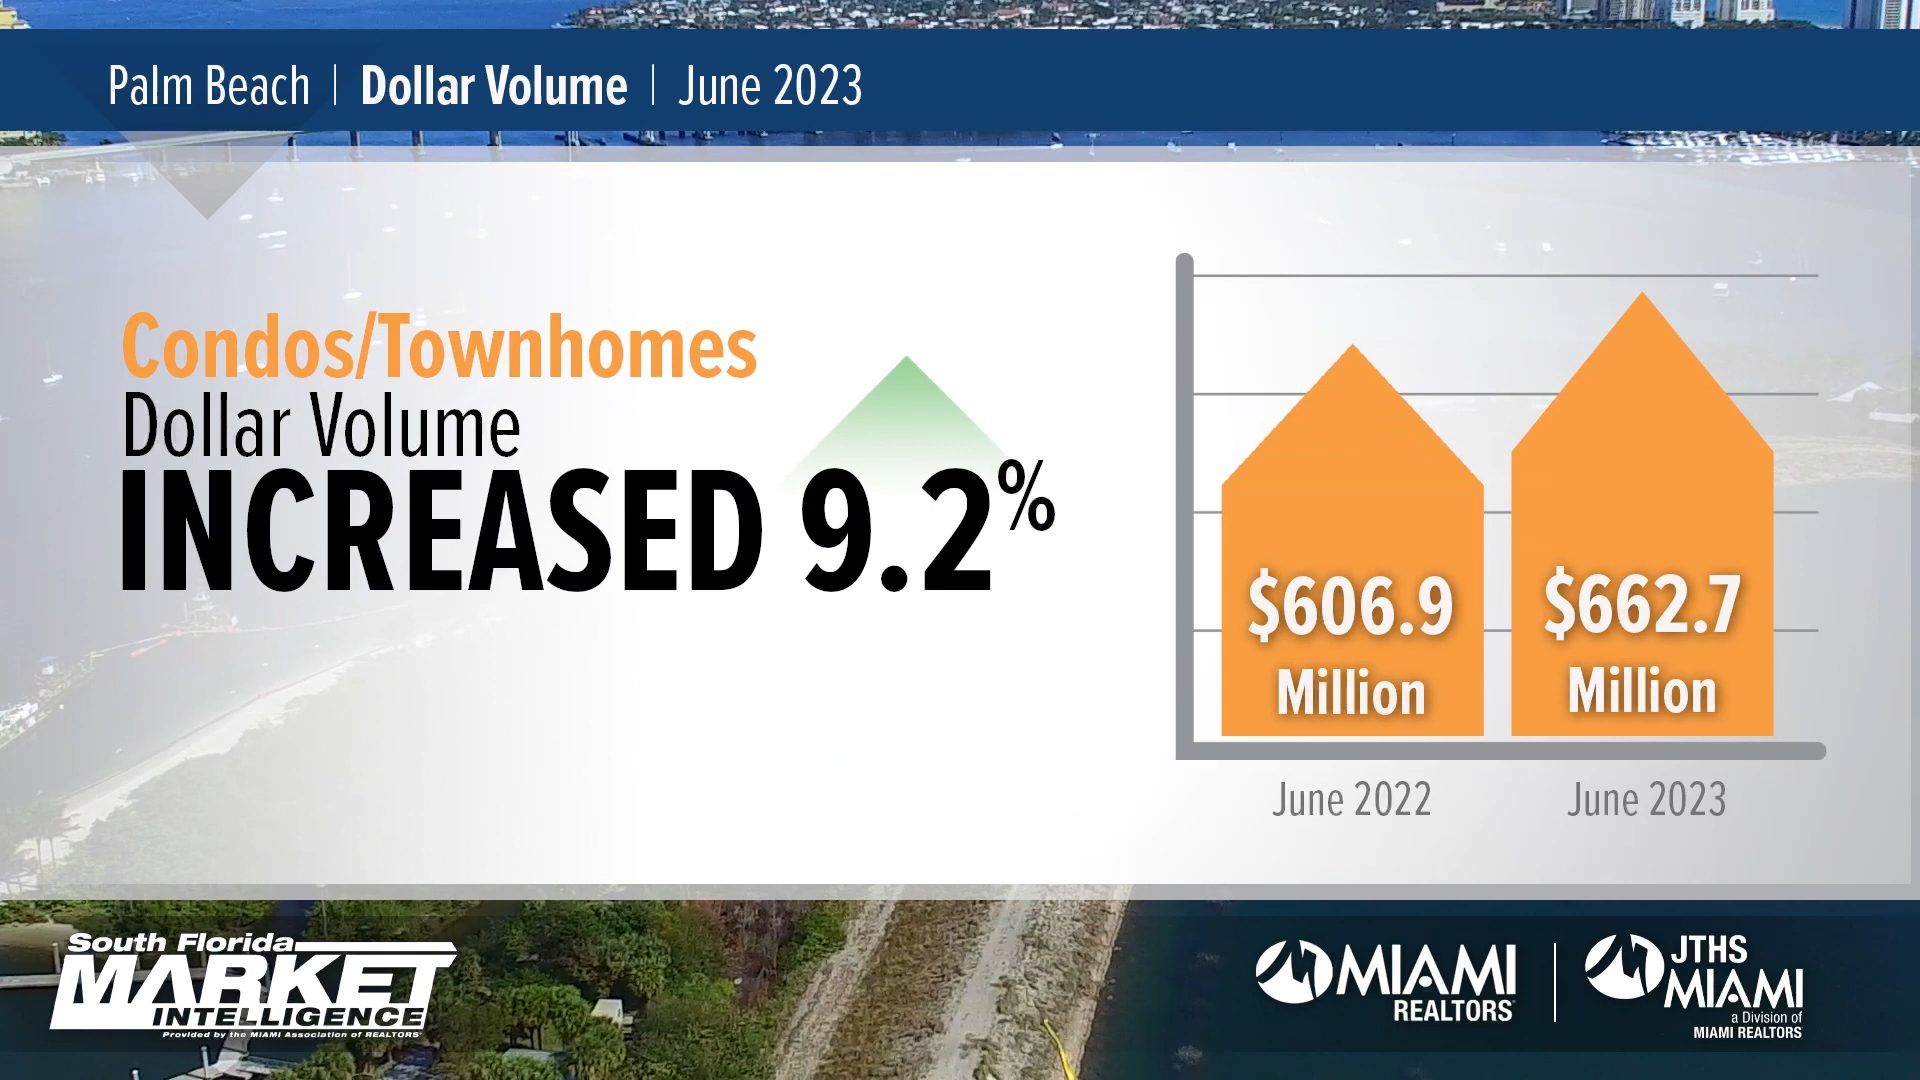 Palm Beach | Dollar Volume | June 2023
Condos/Townhomes
Dollar Volume
INCREASED 9.2%
$606.9
Million
$662.7
Million
June 2022
June 2023
South Florida
MARKET
INTELLIGENCE
Provided by the MIAMI Association of REALTORS®
MIAMI
REALTORS®
JTHS
MIAMI
a Division of
MIAMI REALTORS